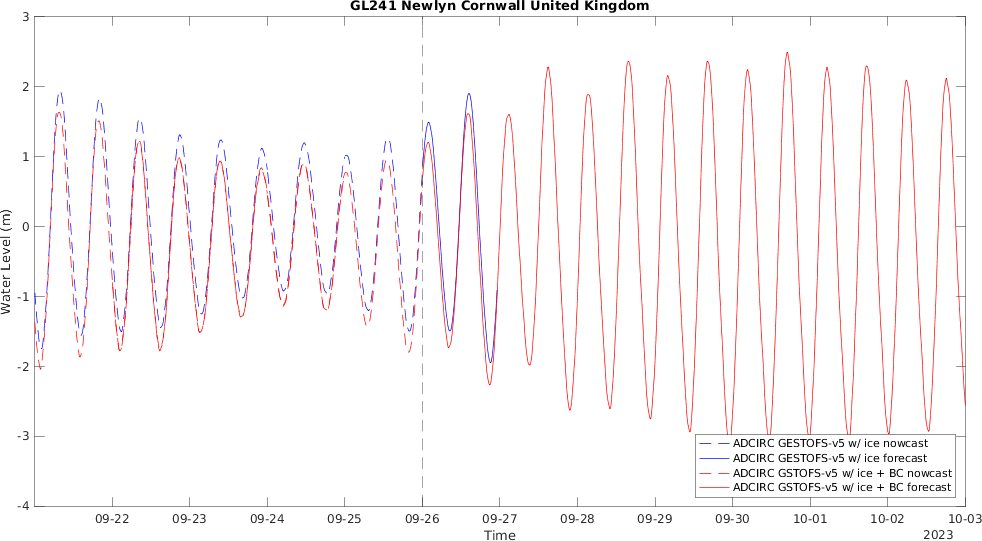 GL241 Newlyn Cornwall United Kingdom
3
2
1
0
-1
-2
-3
-4
Water Level (m)
ADCIRC GESTOFS-v5 w/ ice nowcast
ADCIRC GESTOFS-v5 w/ ice forecast
ADCIRC GSTOFS-v5 w/ ice + BC nowcast
ADCIRC GSTOFS-v5 w/ ice + BC forecast
09-22 09-23 09-24 09-25 09-26 09-27 09-28 09-29 09-30 10-01 10-02 10-03
Time
2023